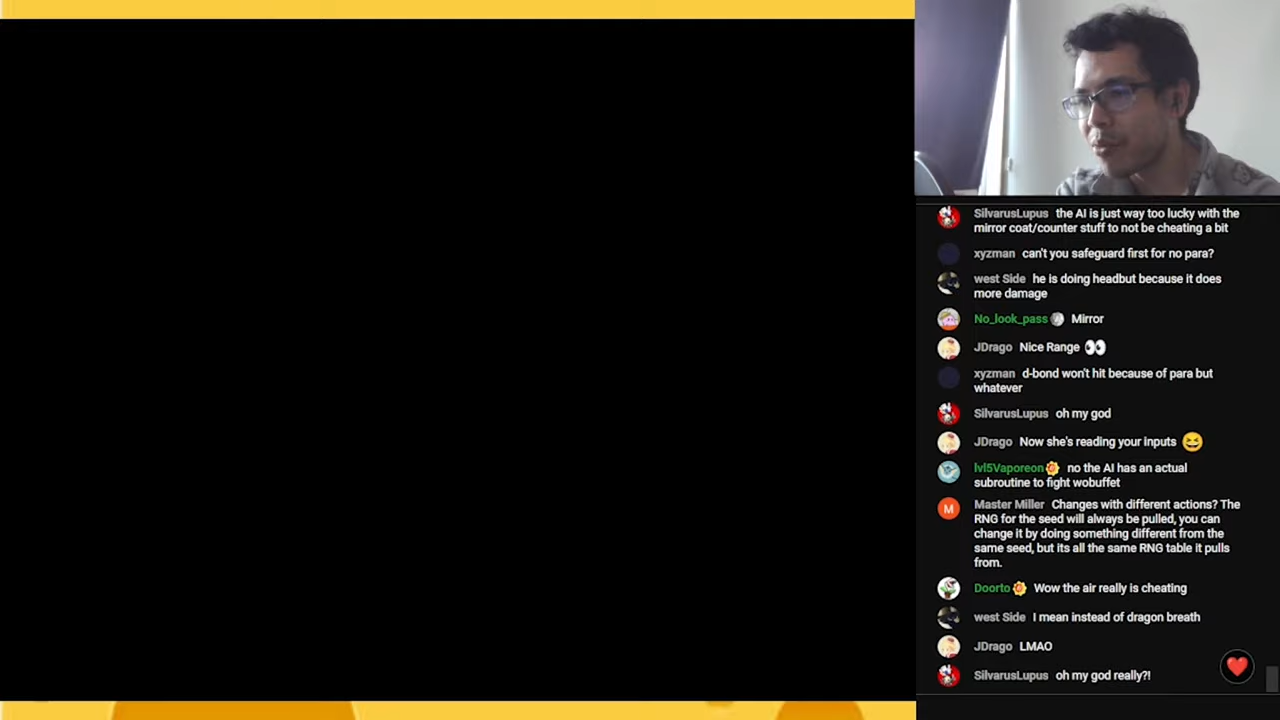 SilvarusLupus the AI is just way too lucky with the
mirror coat/counter stuff to not be cheating a bit
xyzman can't you safeguard first for no para?
west Side he is doing headbut because it does
more damage
No_look_pass Mirror
JDrago Nice Range 👀
xyzman d-bond won't hit because of para but
whatever
SilvarusLupus oh my god
JDrago Now she's reading your inputs 😆
lvl5Vaporeon no the AI has an actual
subroutine to fight wobuffet
M Master Miller Changes with different actions? The
RNG for the seed will always be pulled, you can
change it by doing something different from the
same seed, but its all the same RNG table it pulls
from.
Doorto Wow the air really is cheating
west Side I mean instead of dragon breath
JDrago LMAO
SilvarusLupus oh my god really?!